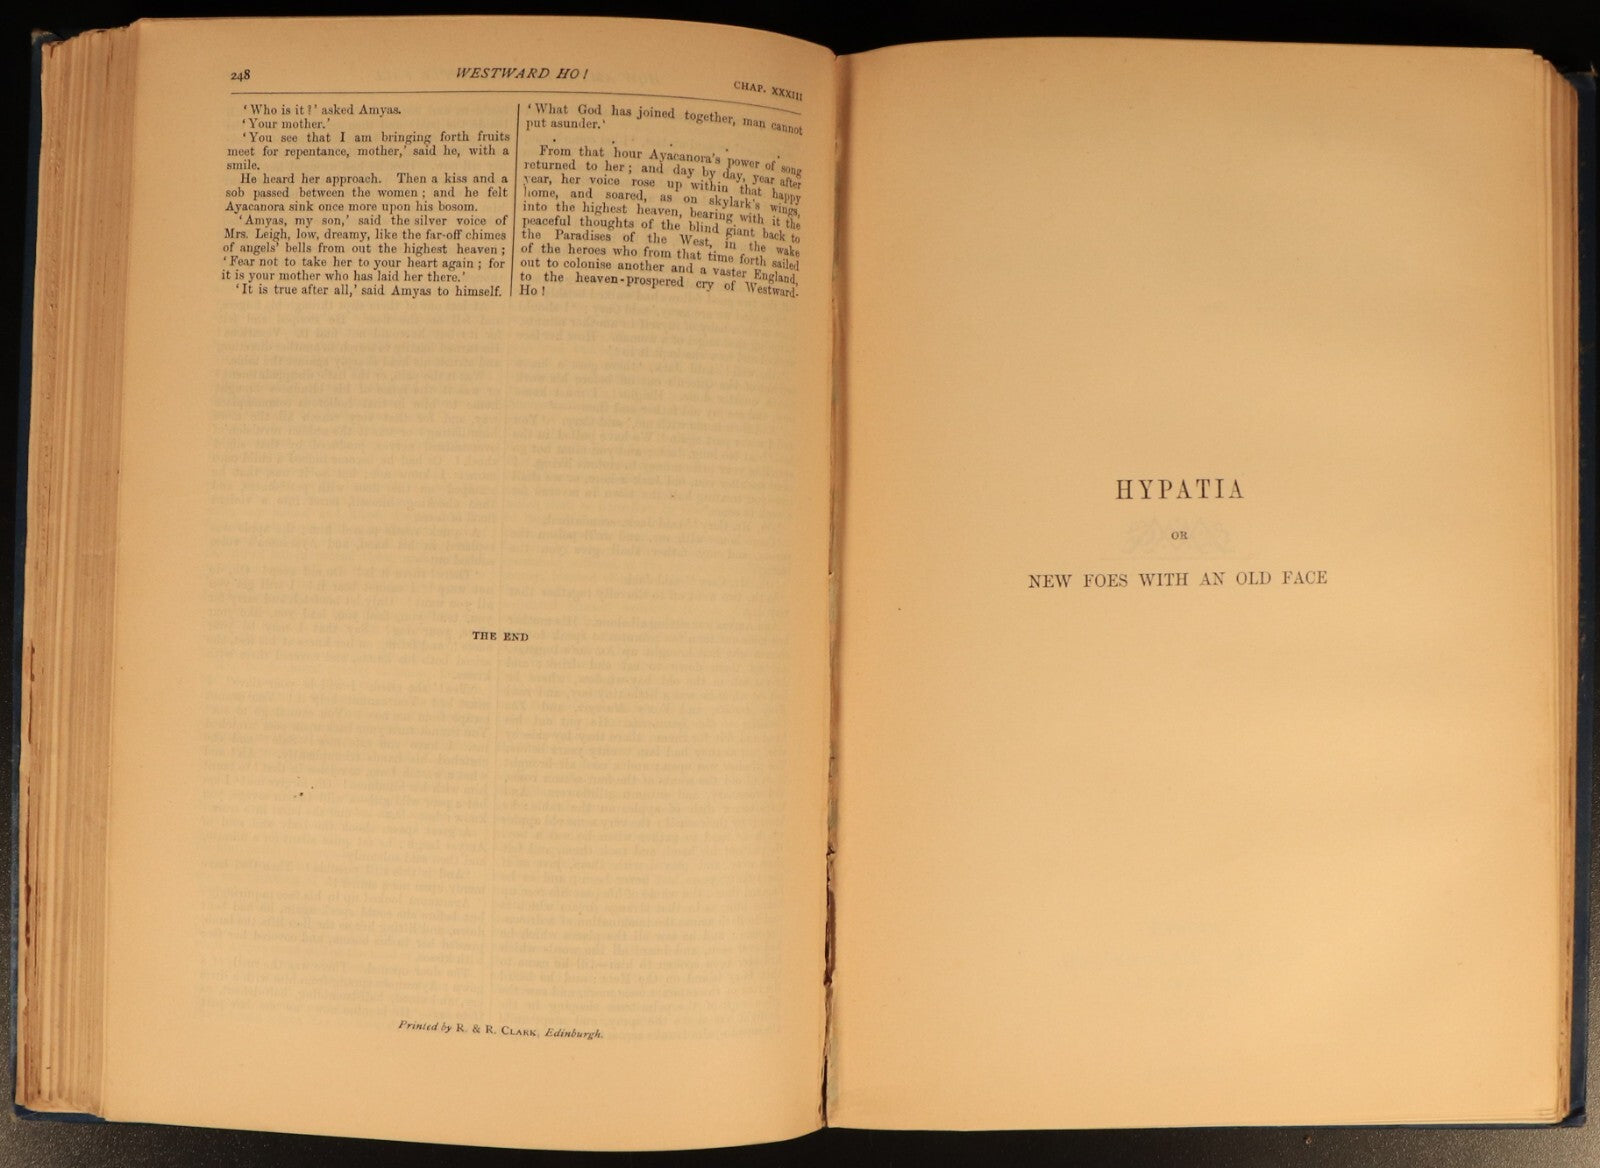 248
WESTWARD HO!
CHAP. XXXIII
‘Who is it?’ asked Amyas.
‘Your mother.’
‘You see that I am bringing forth fruits
meet for repentance, mother,’ said he, with a
smile.
He heard her approach. Then a kiss and a
sob passed between the women; and he felt
Ayacanora sink once more upon his bosom.
‘Amyas, my son,’ said the silver voice of
Mrs. Leigh, low, dreamy, like the far-off chimes
of angels’ bells from out the highest heaven;
‘Fear not to take her to your heart again; for
it is your mother who has laid her there.’
‘It is true after all,’ said Amyas to himself.
‘What God has joined together, man cannot
put asunder.’
From that hour Ayacanora’s power of song
returned to her; and day by day, year after
year, her voice rose up within that happy
home, and soared, as on skylark’s wings,
into the highest heaven, bearing with it the
peaceful thoughts of the blind giant back to
the Paradises of the West, in the wake
of the heroes who from that time forth sailed
out to colonise another and a vaster England,
to the heaven-prospered cry of Westward-
Ho!
THE END
Printed by R. & R. CLARK, Edinburgh.
HYPATIA
OR
NEW FOES WITH AN OLD FACE